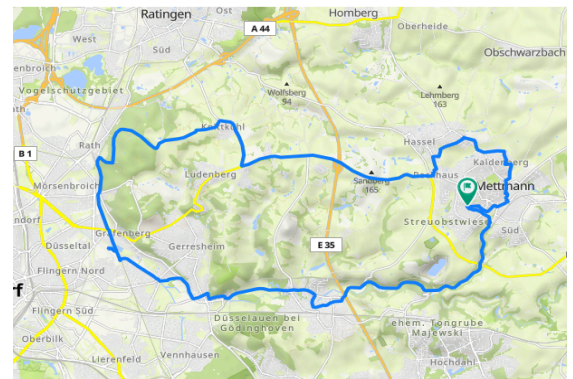 Ratingen
Ost
Homberg
A 44
Oberheide
West
Süd
Obschwarzbach
Vogelschutzgebiet
Wolfsberg
94
Lehmberg
163
B 1
Rath
Hassel
Kaldenberg
Ludenberg
Sandberg
165
Mettmann
Mörsenbroich
Streuobstwiese
Süd
Grafenberg
Düsseltal
Gerresheim
E 35
Flingern Nord
Flingern Süd
Düsselauen bei
Gödinghoven
ehem. Tongrube
Majewski
Oberbilk
Lierenfeld
Vennhausen
Hochdahl